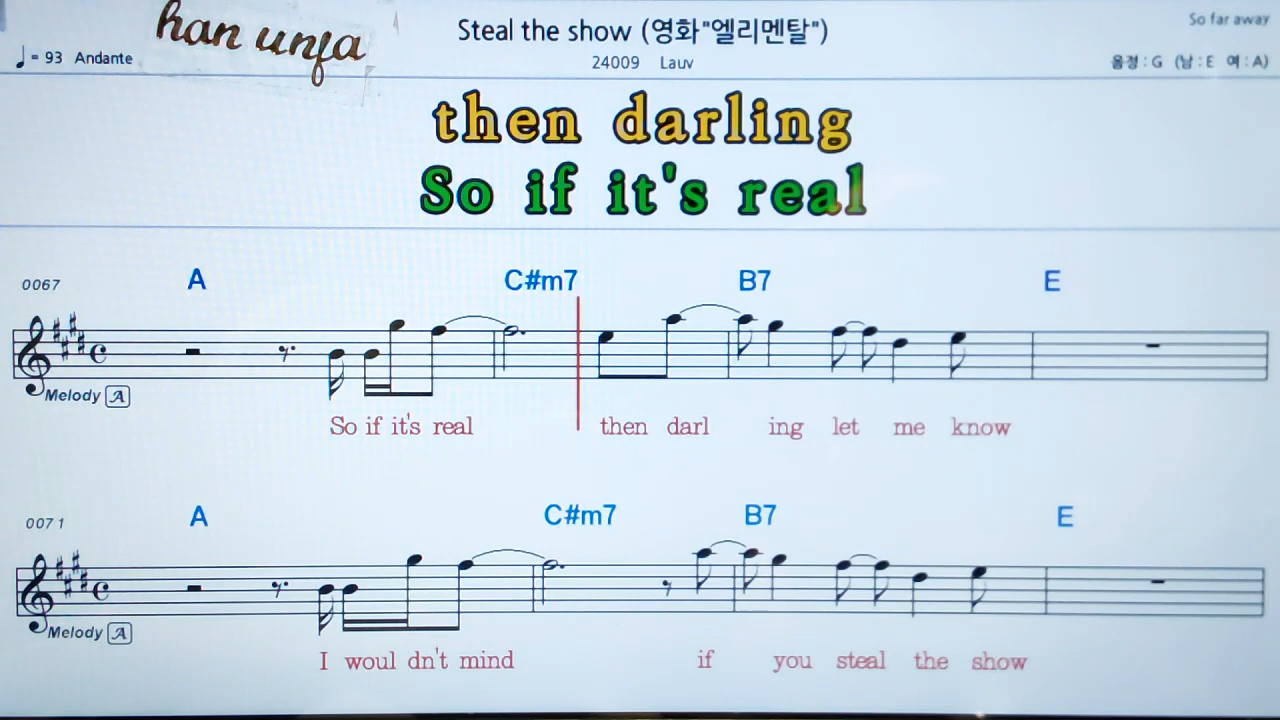 han unfa
Steal the show (영화"엘리멘탈")
So far away
♩= 93 Andante
24009 Lauv
음정 : G (남 : E 여 : A)
then darling
So if it's real
0067
A C#m7 B7 E
Melody A
So if it's real then darl ing let me know
0071
A C#m7 B7 E
Melody A
I woul dn't mind if you steal the show